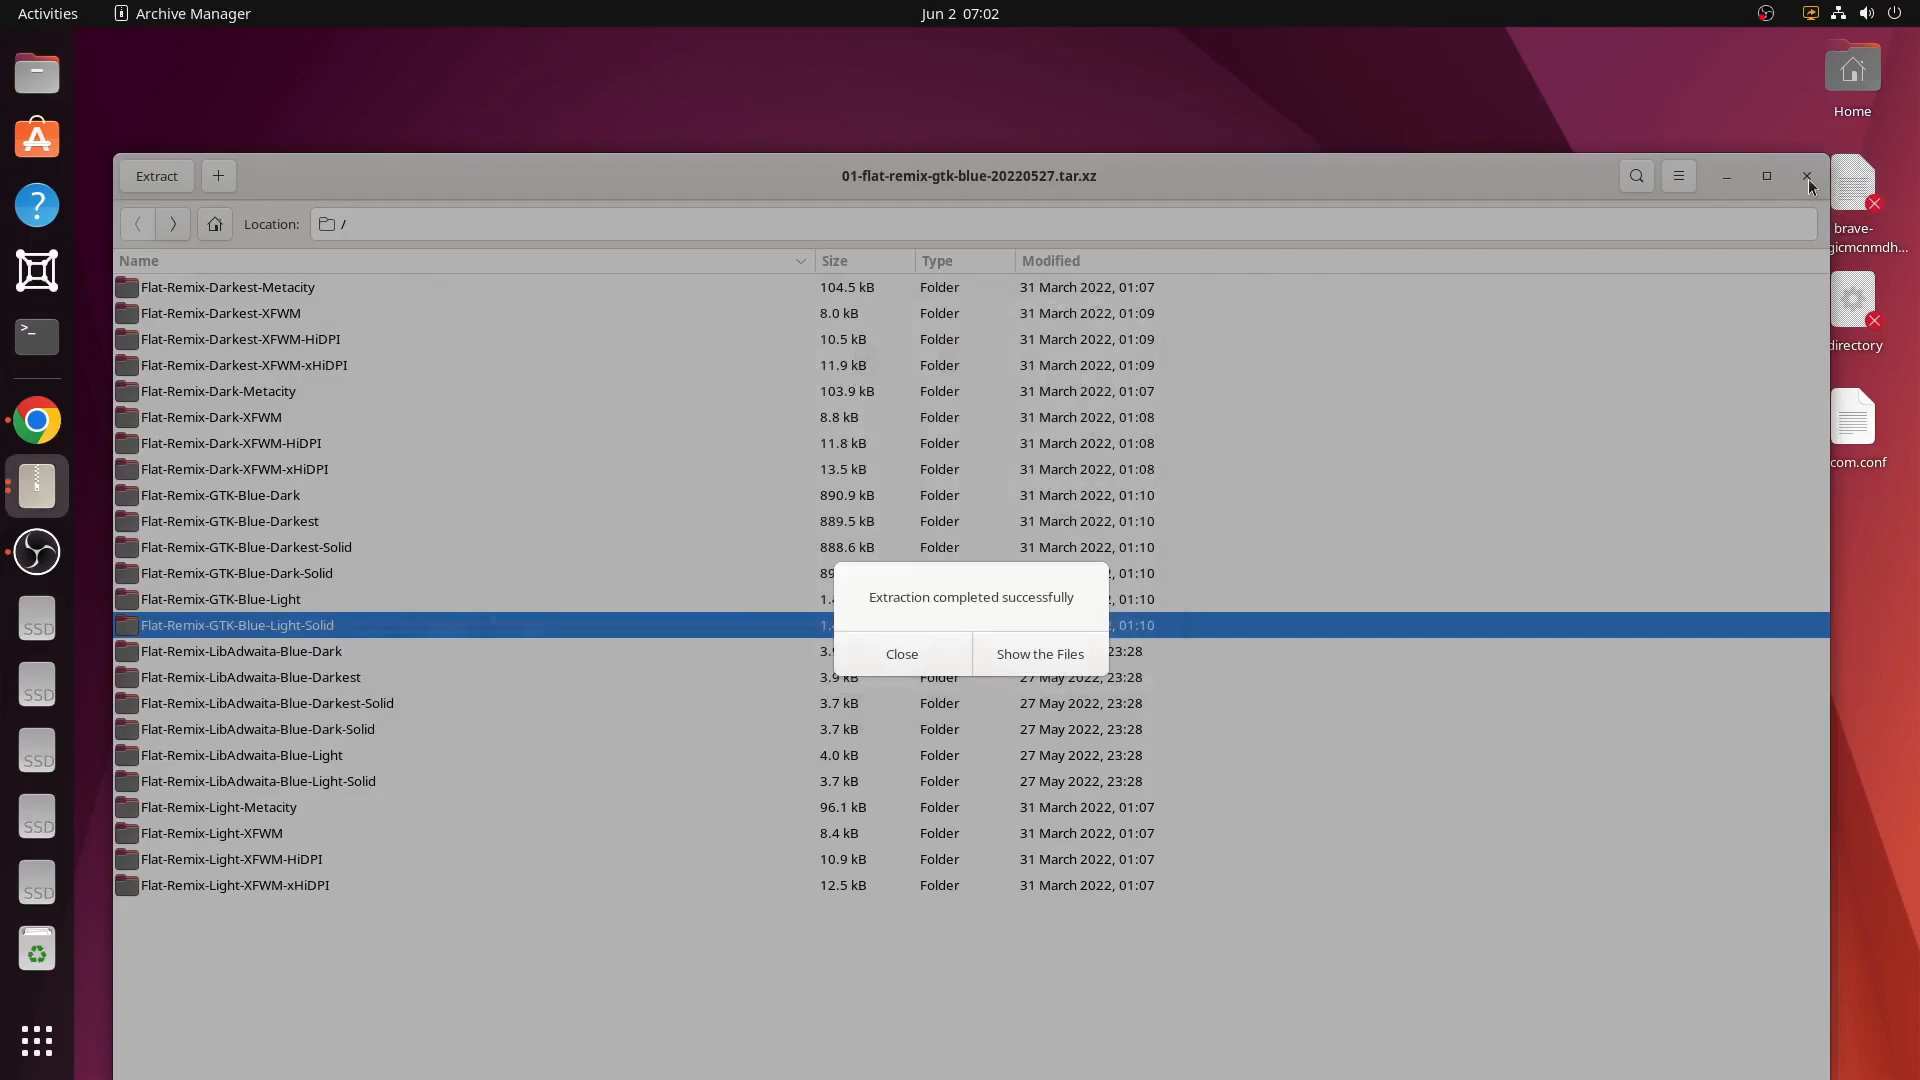 Activities
Archive Manager
Jun 2 07:02
Home
Extract
+
01-flat-remix-gtk-blue-20220527.tar.xz
brave-
gicmcnmdh...
directory
com.conf
Location: /
Name Size Type Modified
Flat-Remix-Darkest-Metacity 104.5 kB Folder 31 March 2022, 01:07
Flat-Remix-Darkest-XFWM 8.0 kB Folder 31 March 2022, 01:09
Flat-Remix-Darkest-XFWM-HiDPI 10.5 kB Folder 31 March 2022, 01:09
Flat-Remix-Darkest-XFWM-xHiDPI 11.9 kB Folder 31 March 2022, 01:09
Flat-Remix-Dark-Metacity 103.9 kB Folder 31 March 2022, 01:07
Flat-Remix-Dark-XFWM 8.8 kB Folder 31 March 2022, 01:08
Flat-Remix-Dark-XFWM-HiDPI 11.8 kB Folder 31 March 2022, 01:08
Flat-Remix-Dark-XFWM-xHiDPI 13.5 kB Folder 31 March 2022, 01:08
Flat-Remix-GTK-Blue-Dark 890.9 kB Folder 31 March 2022, 01:10
Flat-Remix-GTK-Blue-Darkest 889.5 kB Folder 31 March 2022, 01:10
Flat-Remix-GTK-Blue-Darkest-Solid 888.6 kB Folder 31 March 2022, 01:10
Flat-Remix-GTK-Blue-Dark-Solid 89 , 01:10
Flat-Remix-GTK-Blue-Light 1. , 01:10
Flat-Remix-GTK-Blue-Light-Solid 1. , 01:10
Flat-Remix-LibAdwaita-Blue-Dark 3.9 23:28
Flat-Remix-LibAdwaita-Blue-Darkest 3.9 kB Folder 27 May 2022, 23:28
Flat-Remix-LibAdwaita-Blue-Darkest-Solid 3.7 kB Folder 27 May 2022, 23:28
Flat-Remix-LibAdwaita-Blue-Dark-Solid 3.7 kB Folder 27 May 2022, 23:28
Flat-Remix-LibAdwaita-Blue-Light 4.0 kB Folder 27 May 2022, 23:28
Flat-Remix-LibAdwaita-Blue-Light-Solid 3.7 kB Folder 27 May 2022, 23:28
Flat-Remix-Light-Metacity 96.1 kB Folder 31 March 2022, 01:07
Flat-Remix-Light-XFWM 8.4 kB Folder 31 March 2022, 01:07
Flat-Remix-Light-XFWM-HiDPI 10.9 kB Folder 31 March 2022, 01:07
Flat-Remix-Light-XFWM-xHiDPI 12.5 kB Folder 31 March 2022, 01:07
Extraction completed successfully
Close
Show the Files
SSD
SSD
SSD
SSD
SSD